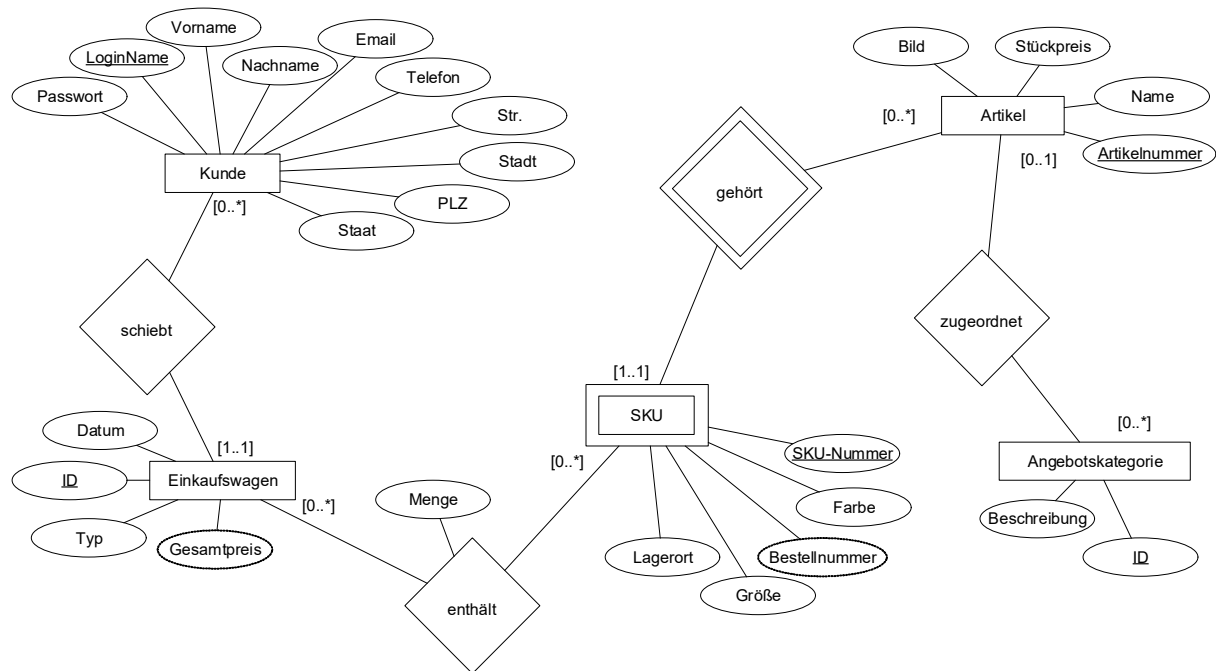 Vorname
Email
LoginName
Nachname
Passwort
Telefon
Str.
Kunde
Stadt
[0..*]
PLZ
Staat
Bild
Stückpreis
Name
[0..*]
Artikel
Artikelnummer
[0..1]
gehört
schiebt
zugeordnet
[1..1]
SKU
Datum
[1..1]
ID
Einkaufswagen
[0..*]
Typ
Gesamtpreis
Menge
[0..*]
SKU-Nummer
Farbe
Lagerort
Bestellnummer
Größe
enthält
[0..*]
Angebotskategorie
Beschreibung
ID